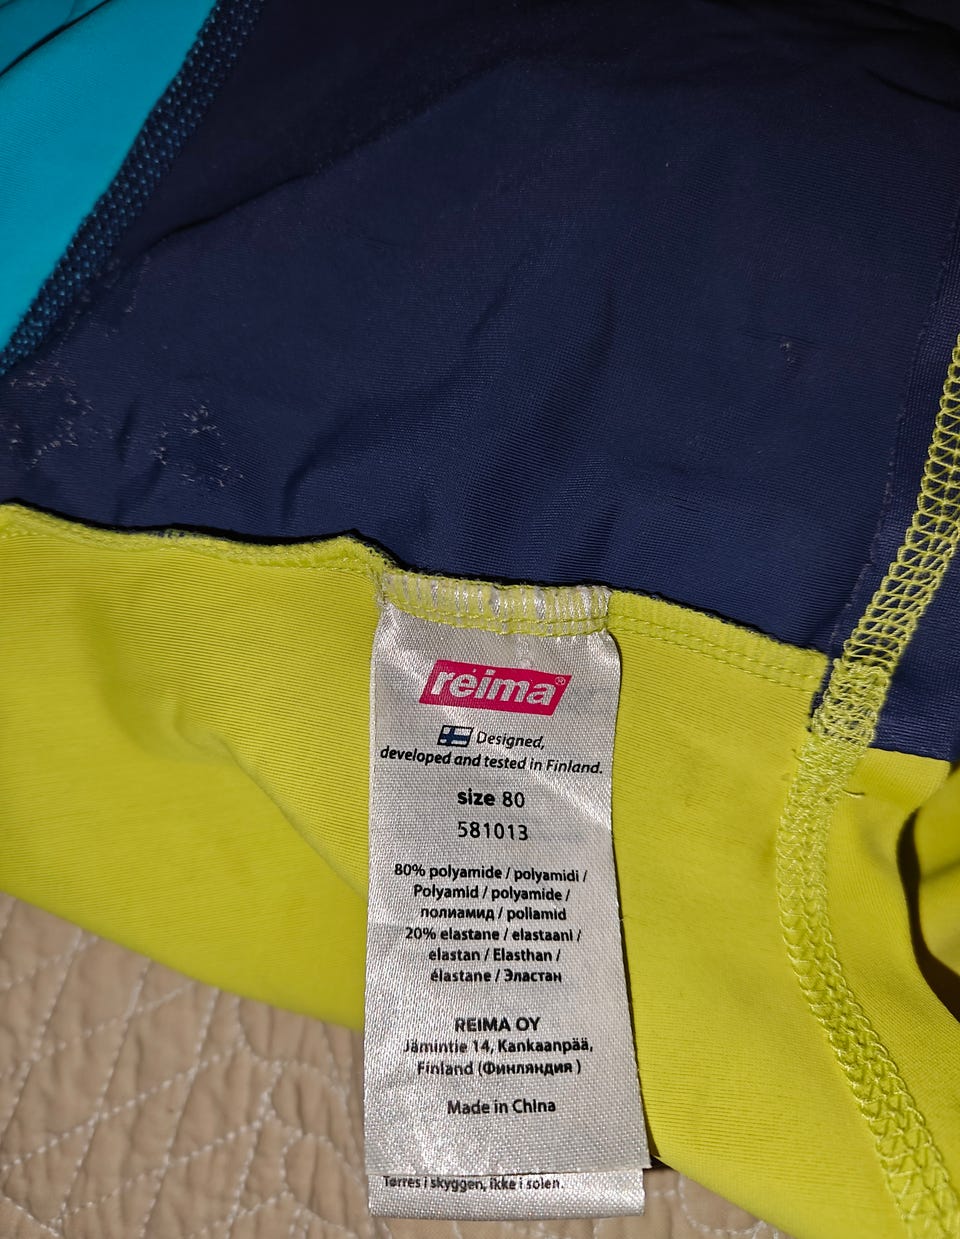 reima®
Designed,
developed and tested in Finland.
size 80
581013
80% polyamide / polyamidi /
Polyamid / polyamide /
полиамид / poliamid
20% elastane / elastaani /
elastan / Elasthan /
élastane / Эластан
REIMA OY
Jämintie 14, Kankaanpää,
Finland (Финляндия )
Made in China
Tørres i skyggen, ikke i solen.